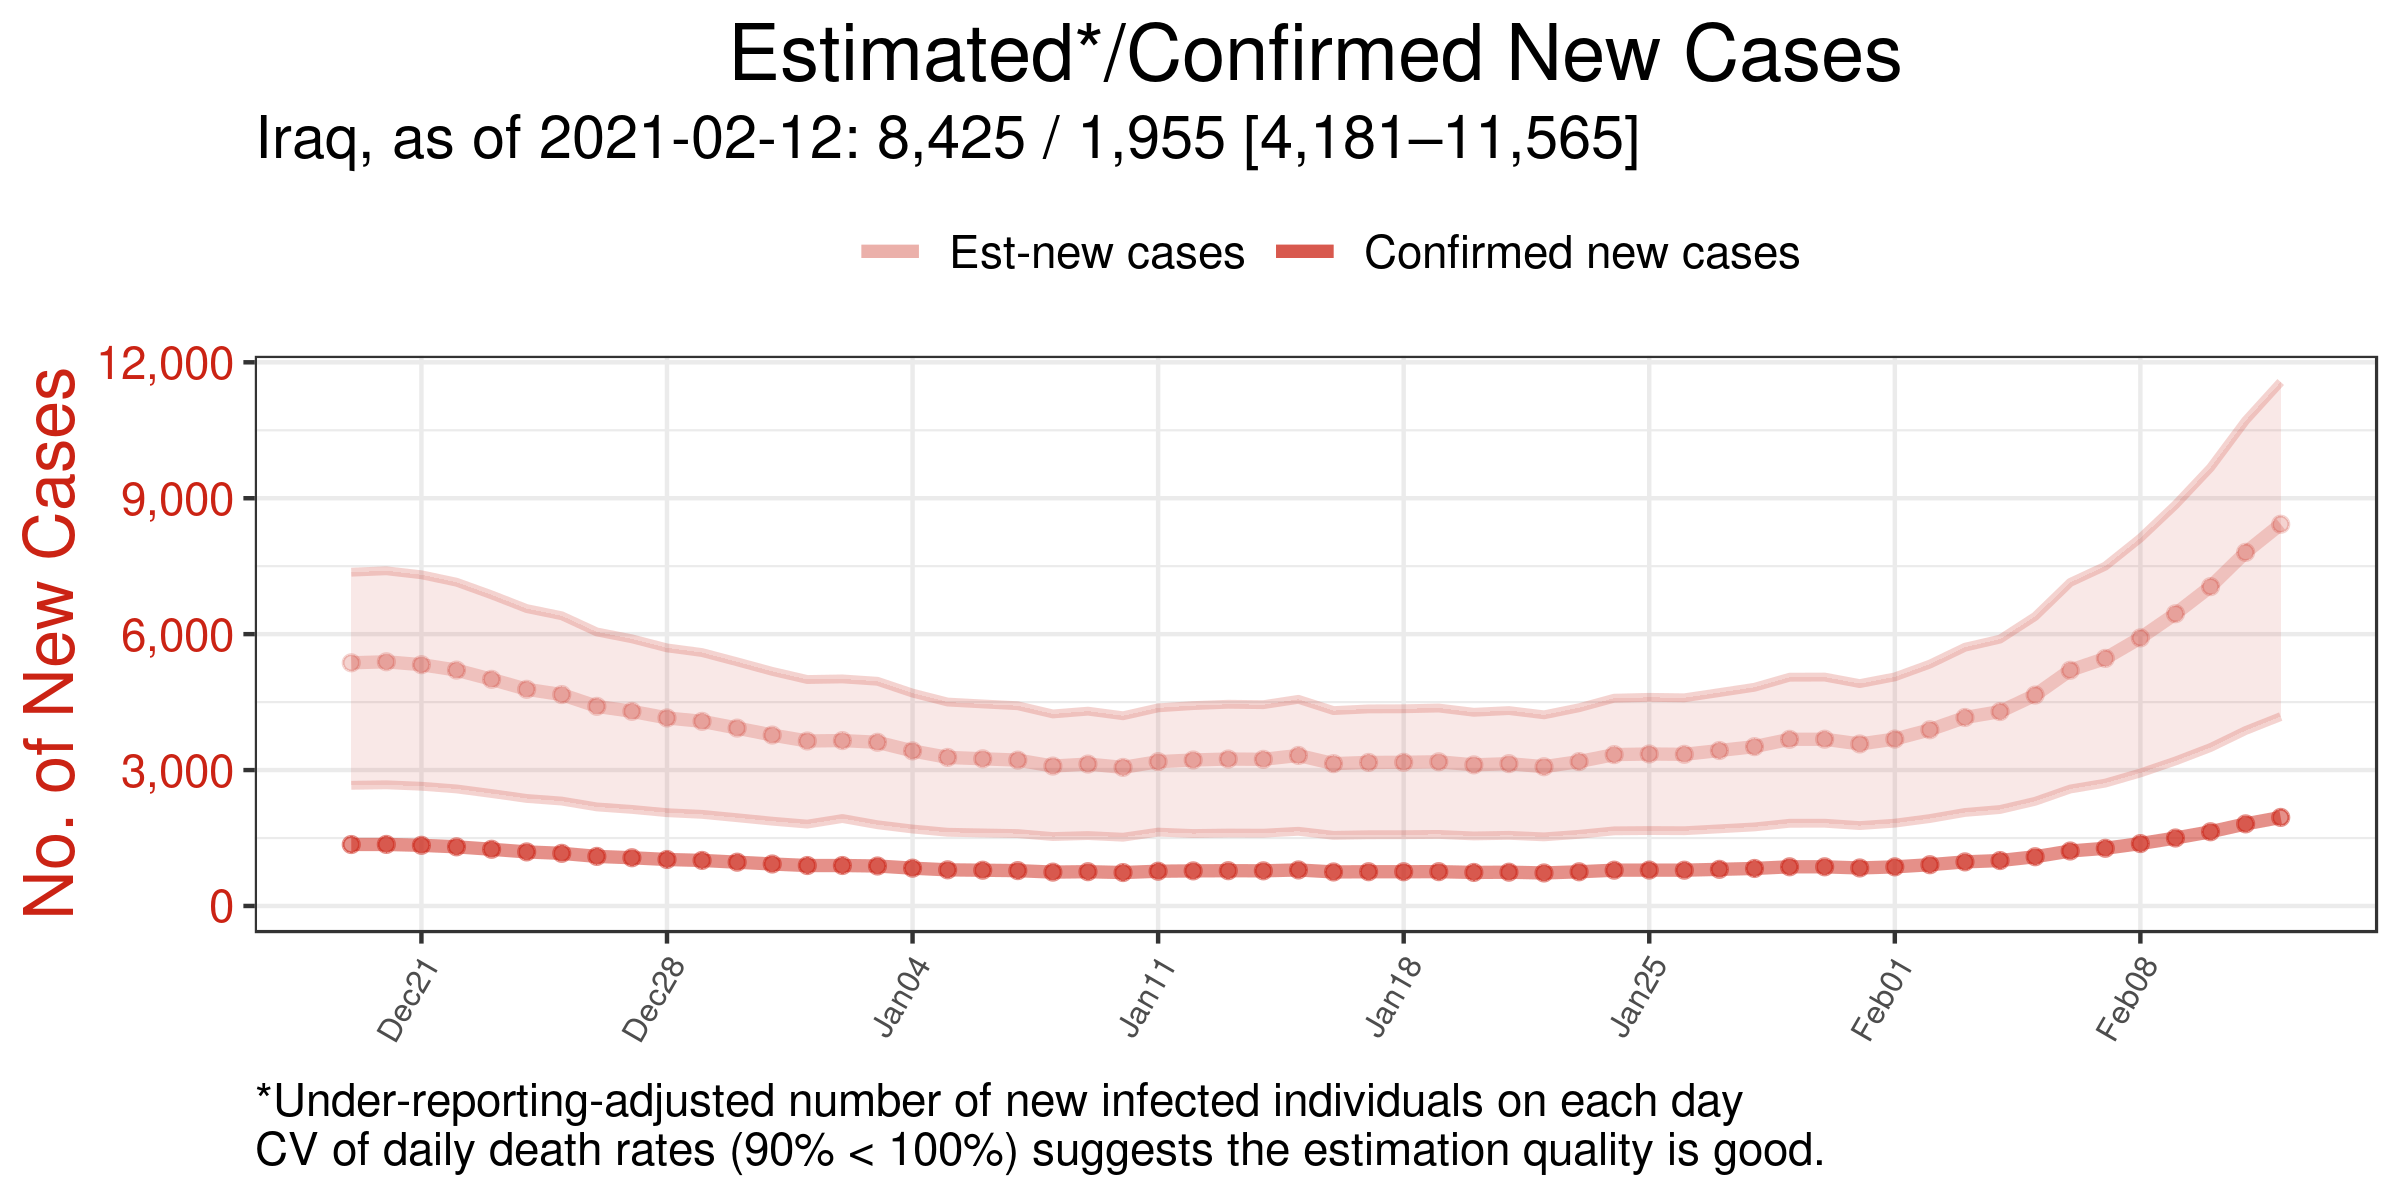 Estimated*/Confirmed New Cases
Iraq, as of 2021-02-12: 8,425 / 1,955 [4,181–11,565]
Est-new cases
Confirmed new cases
No. of New Cases
12,000
9,000
6,000
3,000
0
Dec21
Dec28
Jan04
Jan11
Jan18
Jan25
Feb01
Feb08
*Under-reporting-adjusted number of new infected individuals on each day
CV of daily death rates (90% < 100%) suggests the estimation quality is good.